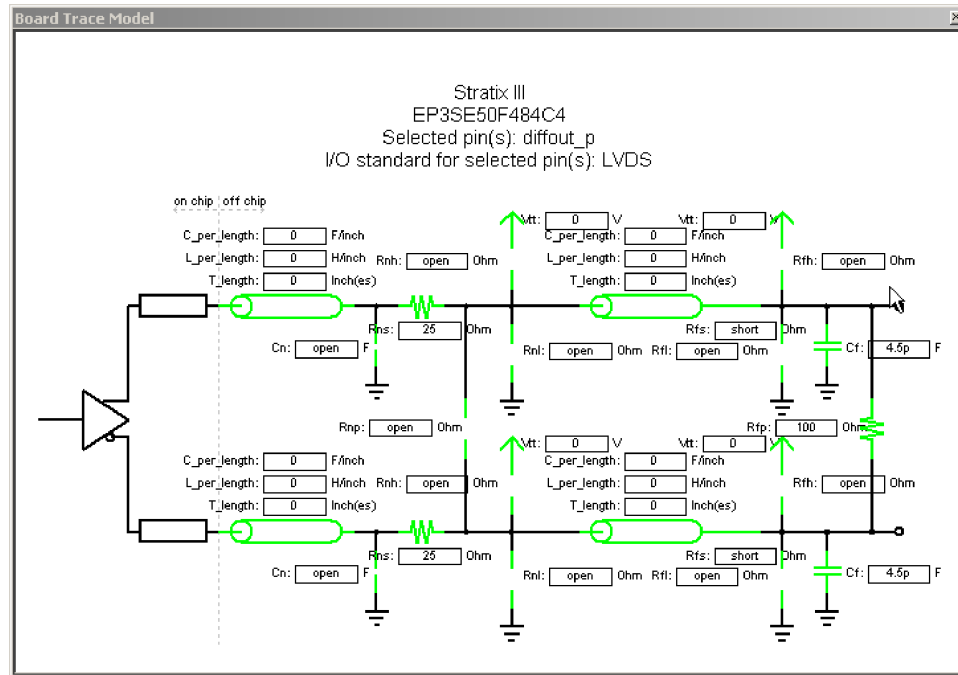 Board Trace Model
Stratix III
EP3SE50F484C4
Selected pin(s): diffout_p
I/O standard for selected pin(s): LVDS
on chip off chip
Vtt: 0 V Vtt: 0 V
C_per_length: 0 F/inch C_per_length: 0 F/inch
L_per_length: 0 H/inch Rnh: open Ohm L_per_length: 0 H/inch Rfh: open Ohm
T_length: 0 Inch(es) T_length: 0 Inch(es)
Rns: 25 Ohm Rfs: short Ohm
Cn: open F Rnl: open Ohm Rfl: open Ohm Cf: 4.5p F
Rnp: open Ohm Rfp: 100 Ohm
Vtt: 0 V Vtt: 0 V
C_per_length: 0 F/inch C_per_length: 0 F/inch
L_per_length: 0 H/inch Rnh: open Ohm L_per_length: 0 H/inch Rfh: open Ohm
T_length: 0 Inch(es) T_length: 0 Inch(es)
Rns: 25 Ohm Rfs: short Ohm
Cn: open F Rnl: open Ohm Rfl: open Ohm Cf: 4.5p F